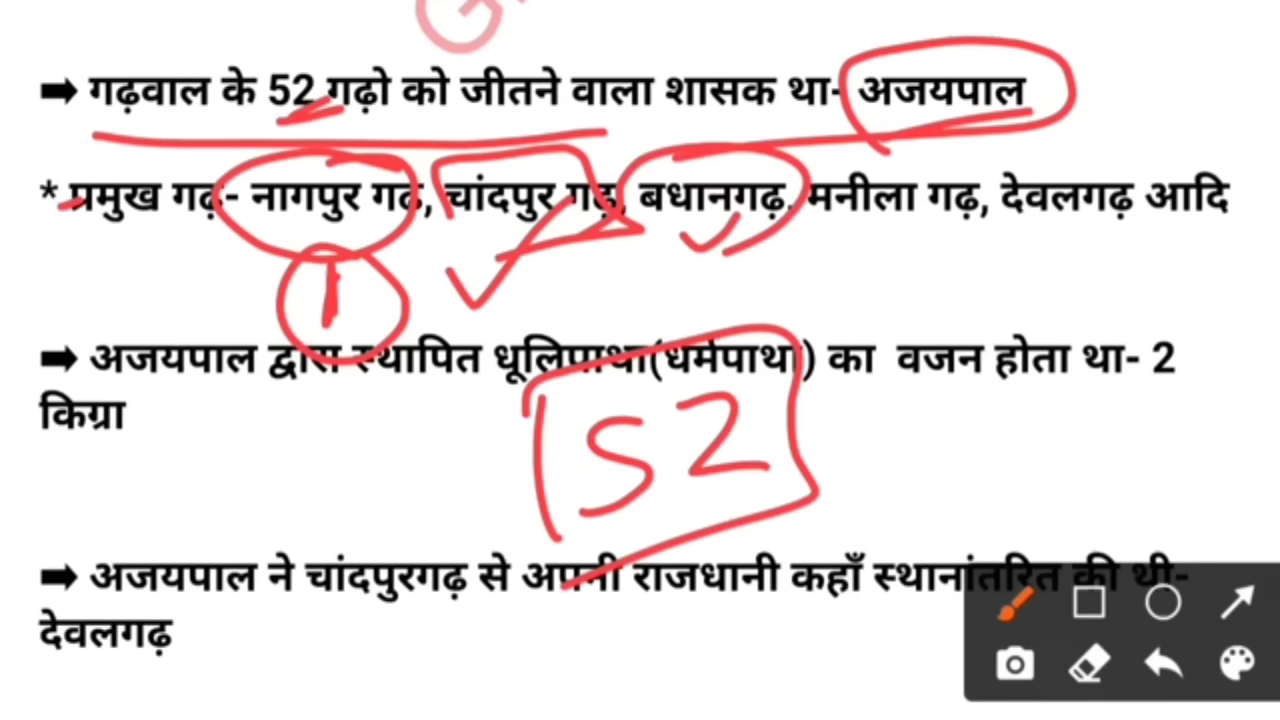 ➡ गढ़वाल के 52 गढ़ो को जीतने वाला शासक था- अजयपाल
* प्रमुख गढ़- नागपुर गढ़, चांदपुर गढ़, बधानगढ़, मनीला गढ़, देवलगढ़ आदि
1
➡ अजयपाल द्वारा स्थापित धूलिपाथा(धर्मपाथा) का वजन होता था- 2
किग्रा
52
➡ अजयपाल ने चांदपुरगढ़ से अपनी राजधानी कहाँ स्थानांतरित की थी-
देवलगढ़